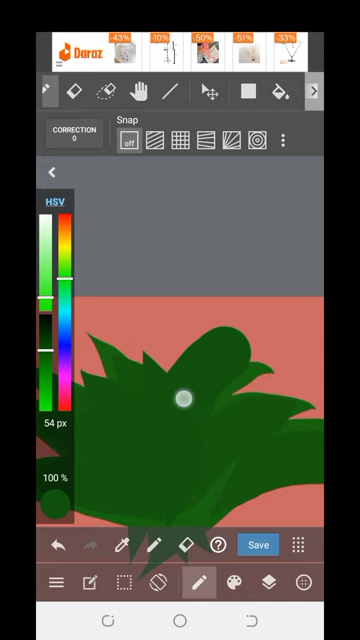 -43%
-10%
-50%
-51%
-33%
Daraz
CORRECTION
0
Snap
off
HSV
54 px
100 %
Save